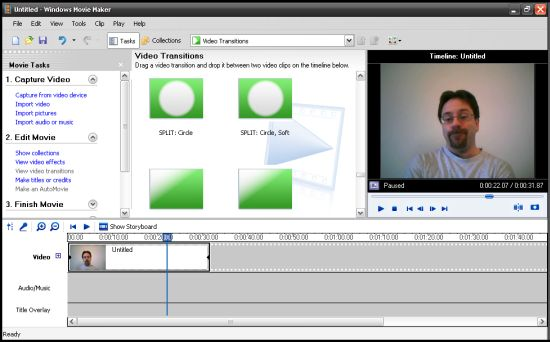 Untitled - Windows Movie Maker
File Edit View Tools Clip Play Help
Tasks Collections Video Transitions
Movie Tasks
1. Capture Video
Capture from video device
Import video
Import pictures
Import audio or music
2. Edit Movie
Show collections
View video effects
View video transitions
Make titles or credits
Make an AutoMovie
3. Finish Movie
Video Transitions
Drag a video transition and drop it between two video clips on the timeline below.
SPLIT: Circle
SPLIT: Circle, Soft
Timeline: Untitled
Paused
0:00:22.07 / 0:00:31.87
Show Storyboard
00.00 0:00:10.00 0:00:20 0:00:30.00 0:00:40.00 0:00:50.00 0:01:00.00 0:01:10.00 0:01:20.00 0:01:30.00 0:01:40.00
Video
Untitled
Audio/Music
Title Overlay
Ready